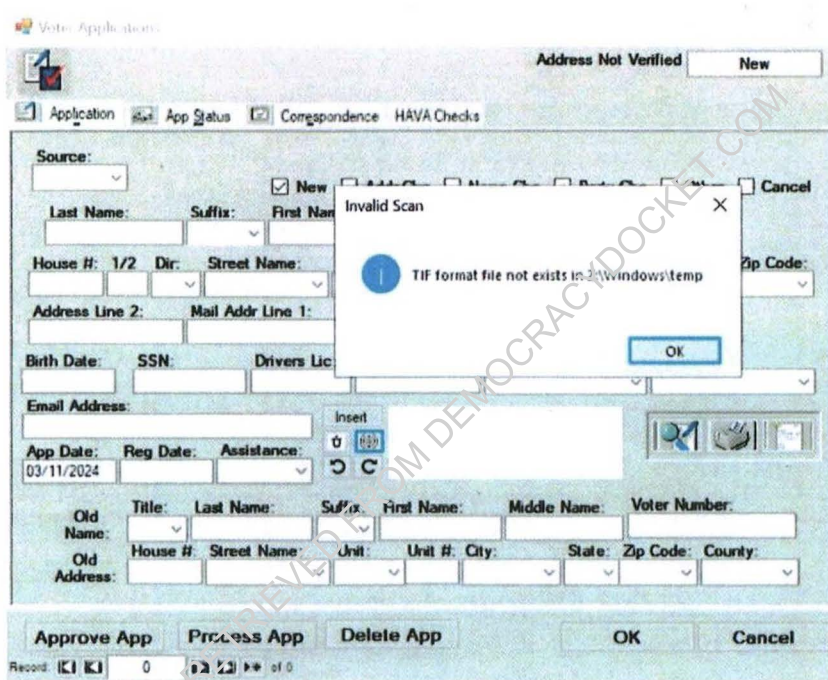 Voter Applications
Address Not Verified New
Application App Status Correspondence HAVA Checks
Source:
New Cancel
Last Name: Suffix: First Nam
Invalid Scan
TIF format file not exists in \Windows\temp
OK
House #: 1/2 Dir: Street Name: Zip Code:
Address Line 2: Mail Addr Line 1:
Birth Date: SSN: Drivers Lic
Email Address:
Insert
App Date: Reg Date: Assistance:
03/11/2024
Old Name: Title: Last Name: Suffix: First Name: Middle Name: Voter Number:
Old Address: House #: Street Name: Unit: Unit #: City: State: Zip Code: County:
Approve App Process App Delete App OK Cancel
Record: 0 of 0
RETRIEVED FROM DEMOCRACYDOCKET.COM